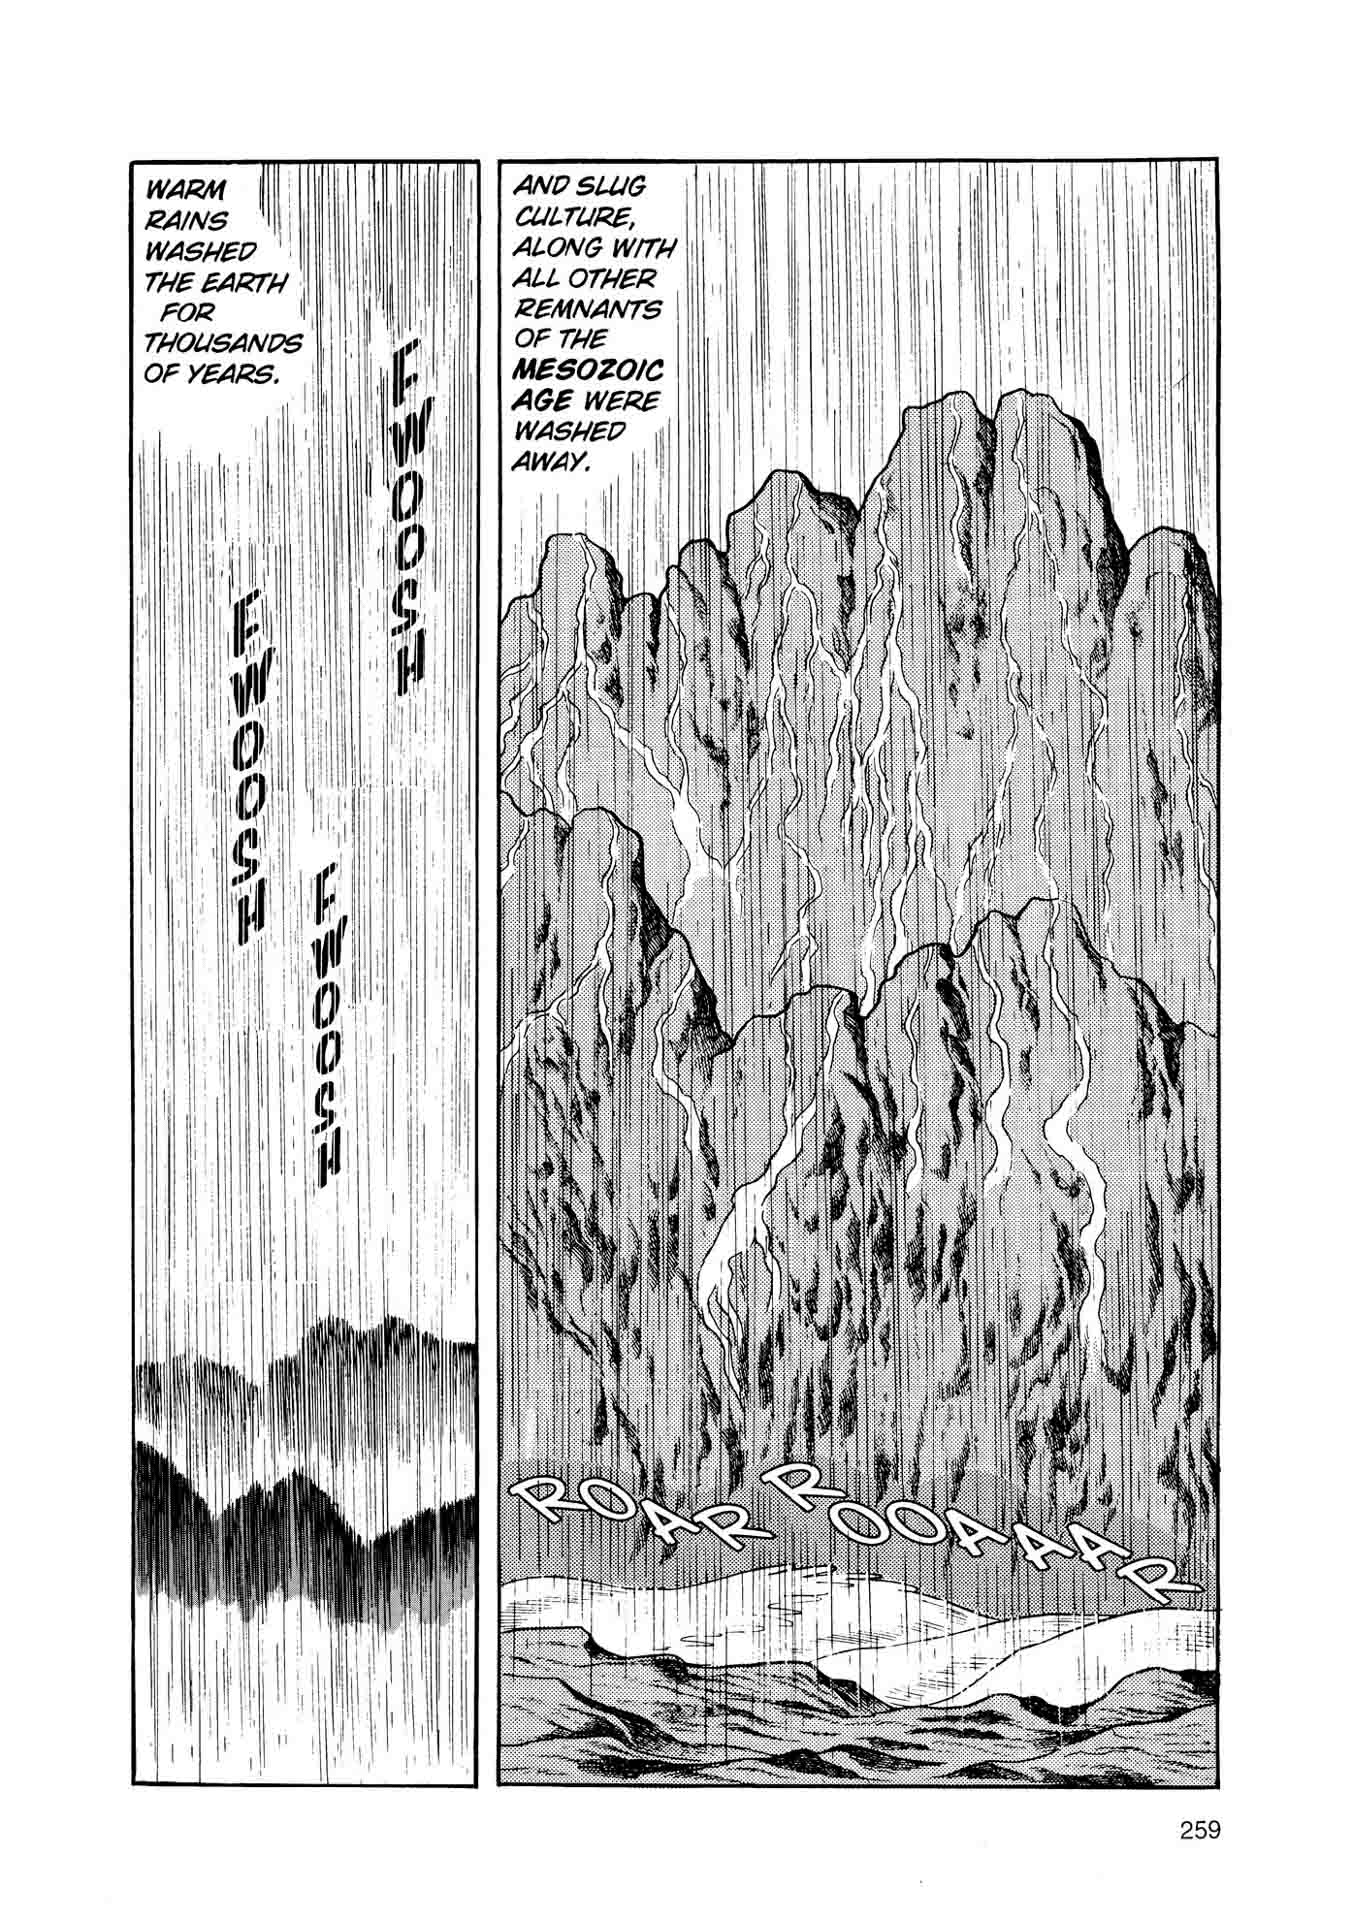 WARM
RAINS
WASHED
THE EARTH
FOR
THOUSANDS
OF YEARS.
FWOOSH
FWOOSH
FWOOSH
AND SLUG
CULTURE,
ALONG WITH
ALL OTHER
REMNANTS
OF THE
MESOZOIC
AGE WERE
WASHED
AWAY.
ROAR
ROOAAAR
259